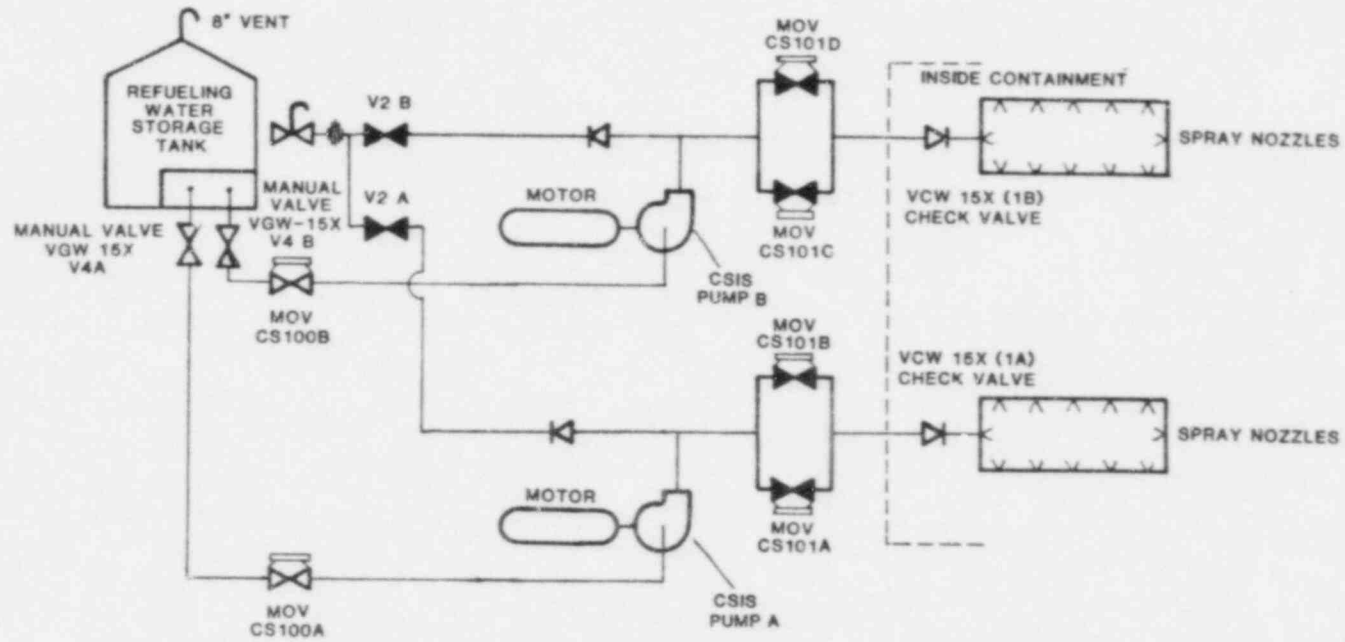 8" VENT
REFUELING
WATER
STORAGE
TANK
MANUAL VALVE
VGW 15X
V4A
MANUAL
VALVE
VGW-15X
V4 B
MOV
CS100B
V2 B
V2 A
MOTOR
CSIS
PUMP B
MOV
CS101D
MOV
CS101C
INSIDE CONTAINMENT
SPRAY NOZZLES
VCW 15X (1B)
CHECK VALVE
MOV
CS101B
MOV
CS101A
VCW 15X (1A)
CHECK VALVE
SPRAY NOZZLES
MOTOR
CSIS
PUMP A
MOV
CS100A